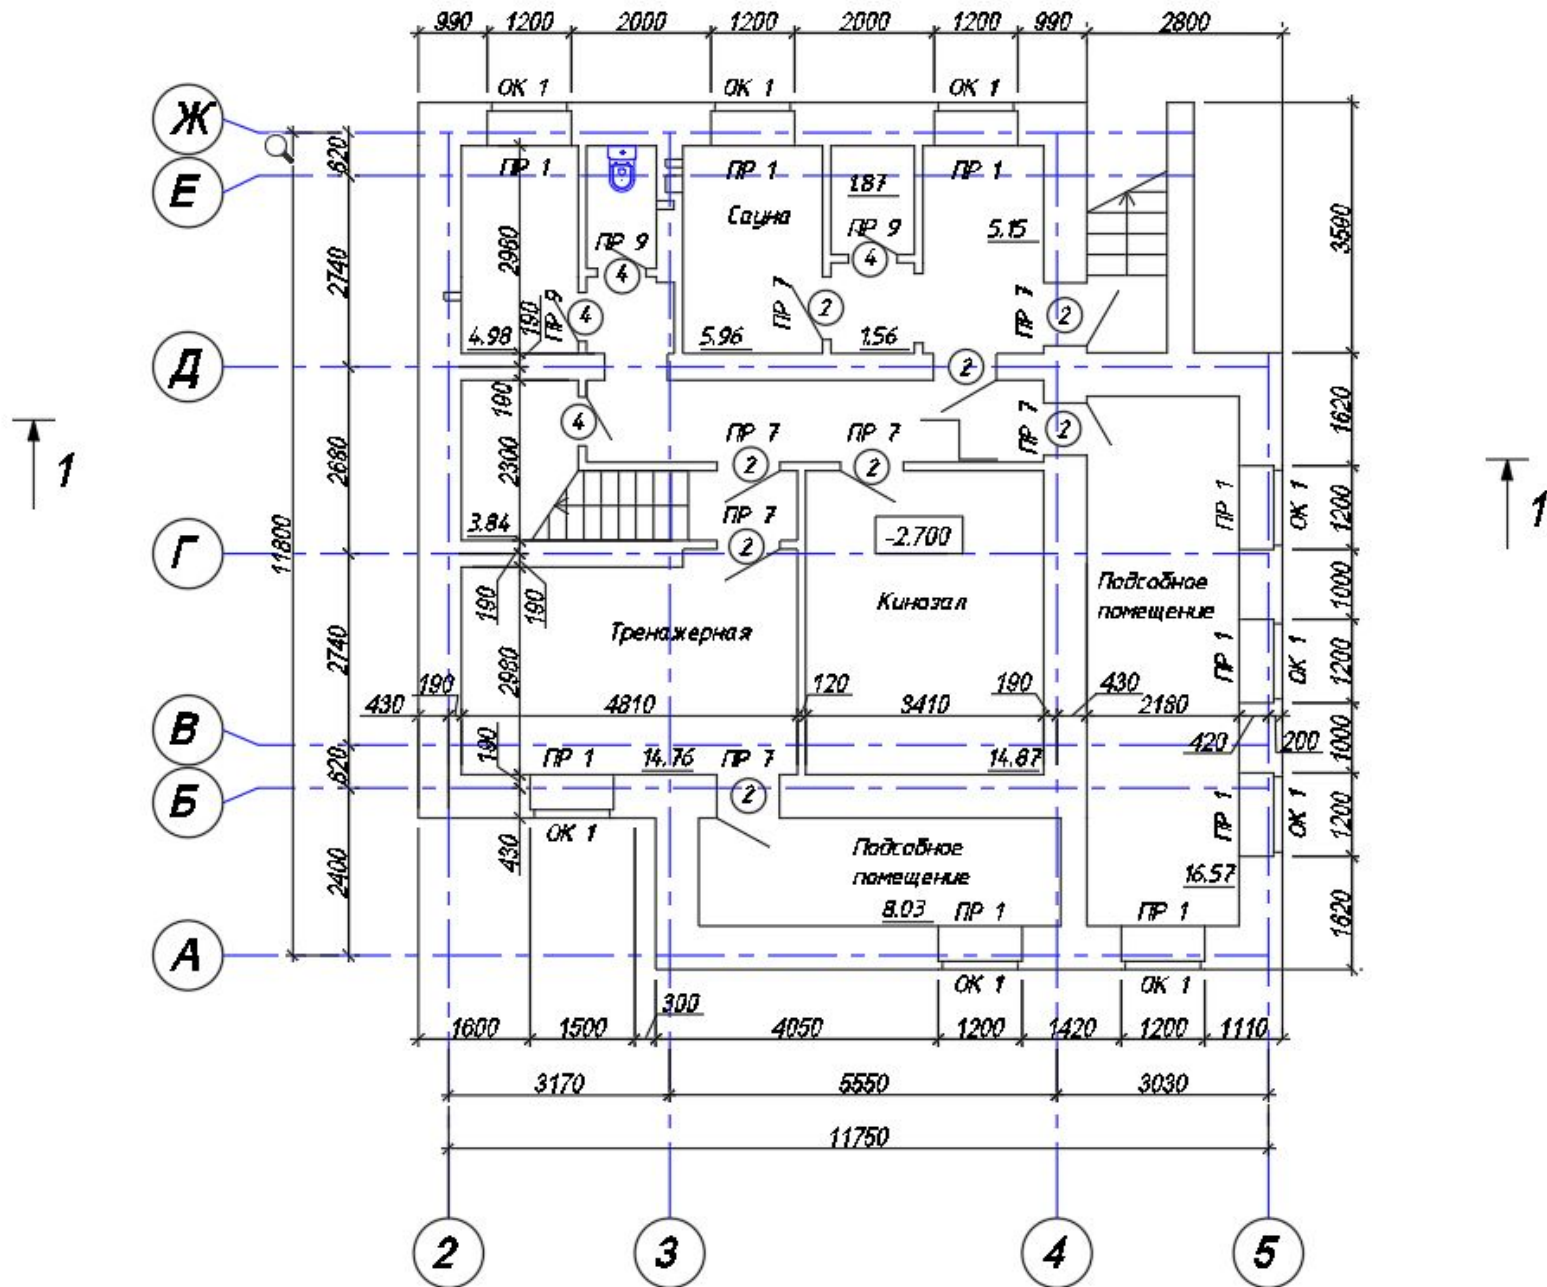 990 1200 2000 1200 2000 1200 990 2800
ОК 1 ОК 1 ОК 1
Ж
Е
Д
Г
В
Б
А
620
2740
2680
2740
620
2400
11800
ПР 1 ПР 1 1.87 ПР 1
Сауна 5.15
ПР 9 ПР 9
4 4
2980
190
ПР 9
4
ПР 7
2
ПР 7
2
4.98 5.96 1.56
2
3590
190
2300
4
ПР 7 ПР 7
2 2
ПР 7
2
1620
1 1
3.84
ПР 7
2
-2.700
ПР 1
ОК 1
1200
190
190
Тренажерная
Кинозал
Подсобное
помещение
1000
ПР 1
ОК 1
1200
2980
430 190 4810 120 3410 190 430 2180
420 200
1000
190
ПР 1 14.76 ПР 7 14.87
2
ОК 1
430
ПР 1
ОК 1
1200
Подсобное
помещение
8.03 ПР 1
16.57
ПР 1
1620
ОК 1 ОК 1
1600 1500 300 4050 1200 1420 1200 1110
3170 5550 3030
11750
2 3 4 5